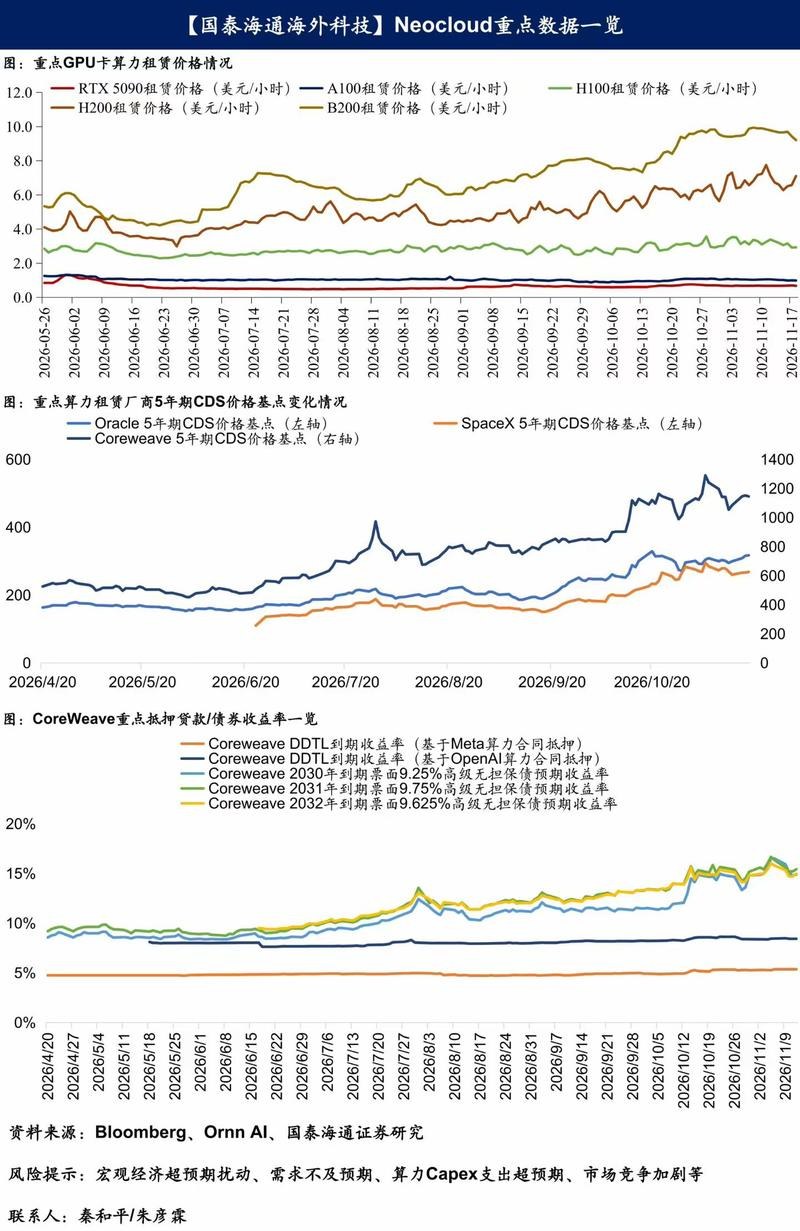 【国泰海通海外科技】Neocloud重点数据一览
图：重点GPU卡算力租赁价格情况
RTX 5090租赁价格（美元/小时） A100租赁价格（美元/小时） H100租赁价格（美元/小时）
H200租赁价格（美元/小时） B200租赁价格（美元/小时）
12.0
10.0
8.0
6.0
4.0
2.0
0.0
2026-05-26 2026-06-02 2026-06-09 2026-06-16 2026-06-23 2026-06-30 2026-07-07 2026-07-14 2026-07-21 2026-07-28 2026-08-04 2026-08-11 2026-08-18 2026-08-25 2026-09-01 2026-09-08 2026-09-15 2026-09-22 2026-09-29 2026-10-06 2026-10-13 2026-10-20 2026-10-27 2026-11-03 2026-11-10 2026-11-17
图：重点算力租赁厂商5年期CDS价格基点变化情况
Oracle 5年期CDS价格基点（左轴） SpaceX 5年期CDS价格基点（左轴）
Coreweave 5年期CDS价格基点（右轴）
600
400
200
0
1400
1200
1000
800
600
400
200
0
2026/4/20 2026/5/20 2026/6/20 2026/7/20 2026/8/20 2026/9/20 2026/10/20
图：CoreWeave重点抵押贷款/债券收益率一览
Coreweave DDTL到期收益率（基于Meta算力合同抵押）
Coreweave DDTL到期收益率（基于OpenAI算力合同抵押）
Coreweave 2030年到期票面9.25%高级无担保债预期收益率
Coreweave 2031年到期票面9.75%高级无担保债预期收益率
Coreweave 2032年到期票面9.625%高级无担保债预期收益率
20%
15%
10%
5%
0%
2026/4/20 2026/4/27 2026/5/4 2026/5/11 2026/5/18 2026/5/25 2026/6/1 2026/6/8 2026/6/15 2026/6/22 2026/6/29 2026/7/6 2026/7/13 2026/7/20 2026/7/27 2026/8/3 2026/8/10 2026/8/17 2026/8/24 2026/8/31 2026/9/7 2026/9/14 2026/9/21 2026/9/28 2026/10/5 2026/10/12 2026/10/19 2026/10/26 2026/11/2 2026/11/9
资料来源：Bloomberg、Ornn AI、国泰海通证券研究
风险提示：宏观经济超预期扰动、需求不及预期、算力Capex支出超预期、市场竞争加剧等
联系人：秦和平/朱彦霖